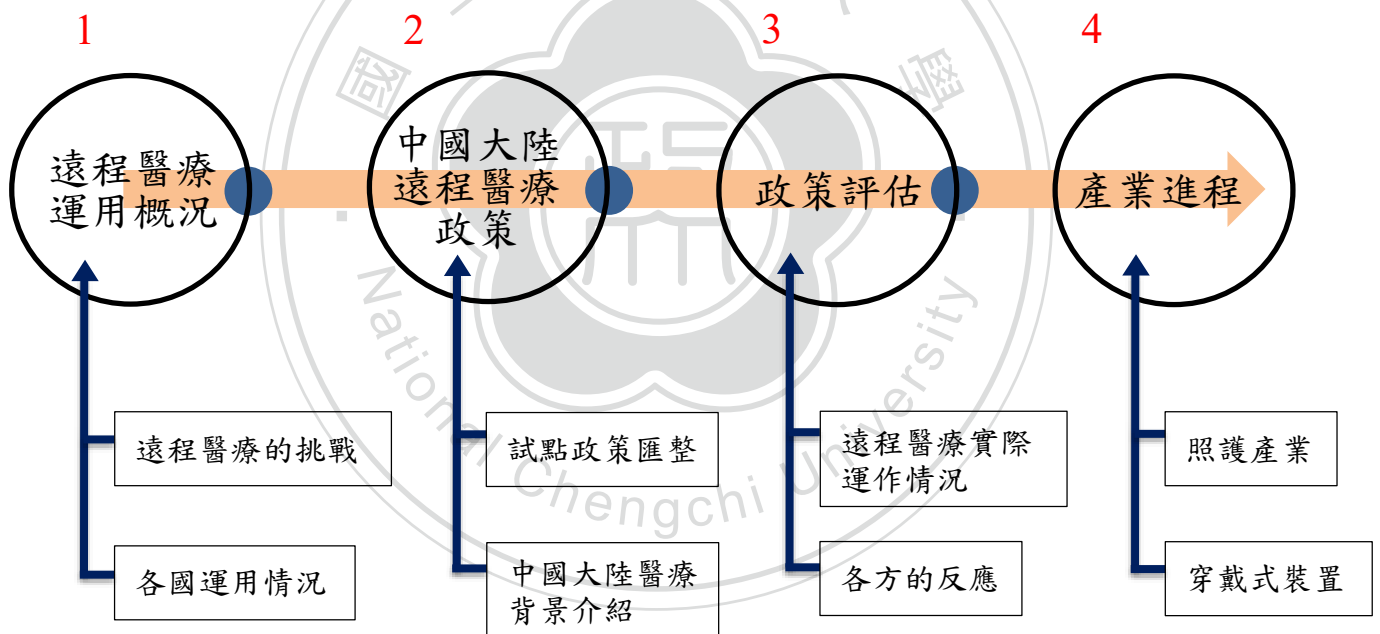 1
2
3
4
遠程醫療
運用概況
中國大陸
遠程醫療
政策
政策評估
產業進程
遠程醫療的挑戰
各國運用情況
試點政策匯整
中國大陸醫療
背景介紹
遠程醫療實際
運作情況
各方的反應
照護產業
穿戴式裝置
國
學
National Chengchi University